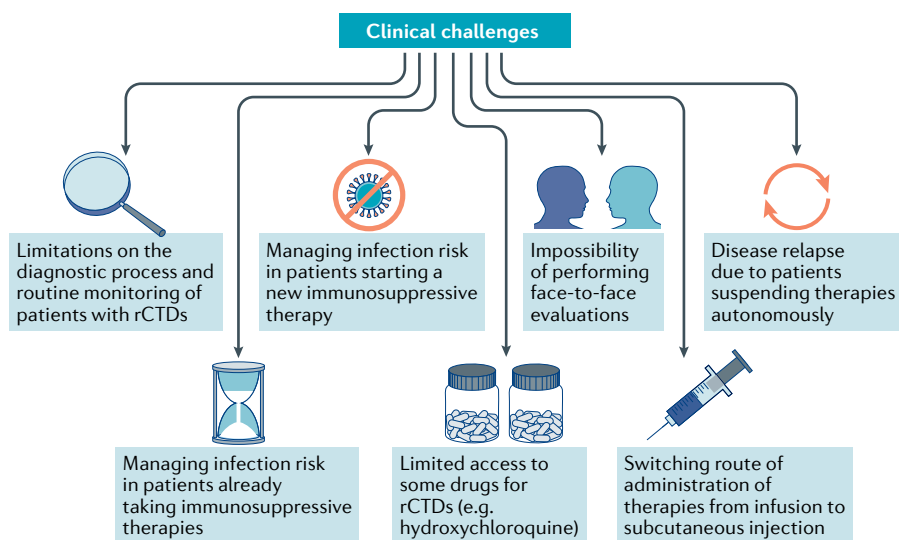 Clinical challenges
Limitations on the
diagnostic process and
routine monitoring of
patients with rCTDs
Managing infection risk
in patients starting a
new immunosuppressive
therapy
Impossibility
of performing
face-to-face
evaluations
Disease relapse
due to patients
suspending therapies
autonomously
Managing infection risk
in patients already
taking immunosuppressive
therapies
Limited access to
some drugs for
rCTDs (e.g.
hydroxychloroquine)
Switching route of
administration of
therapies from infusion to
subcutaneous injection